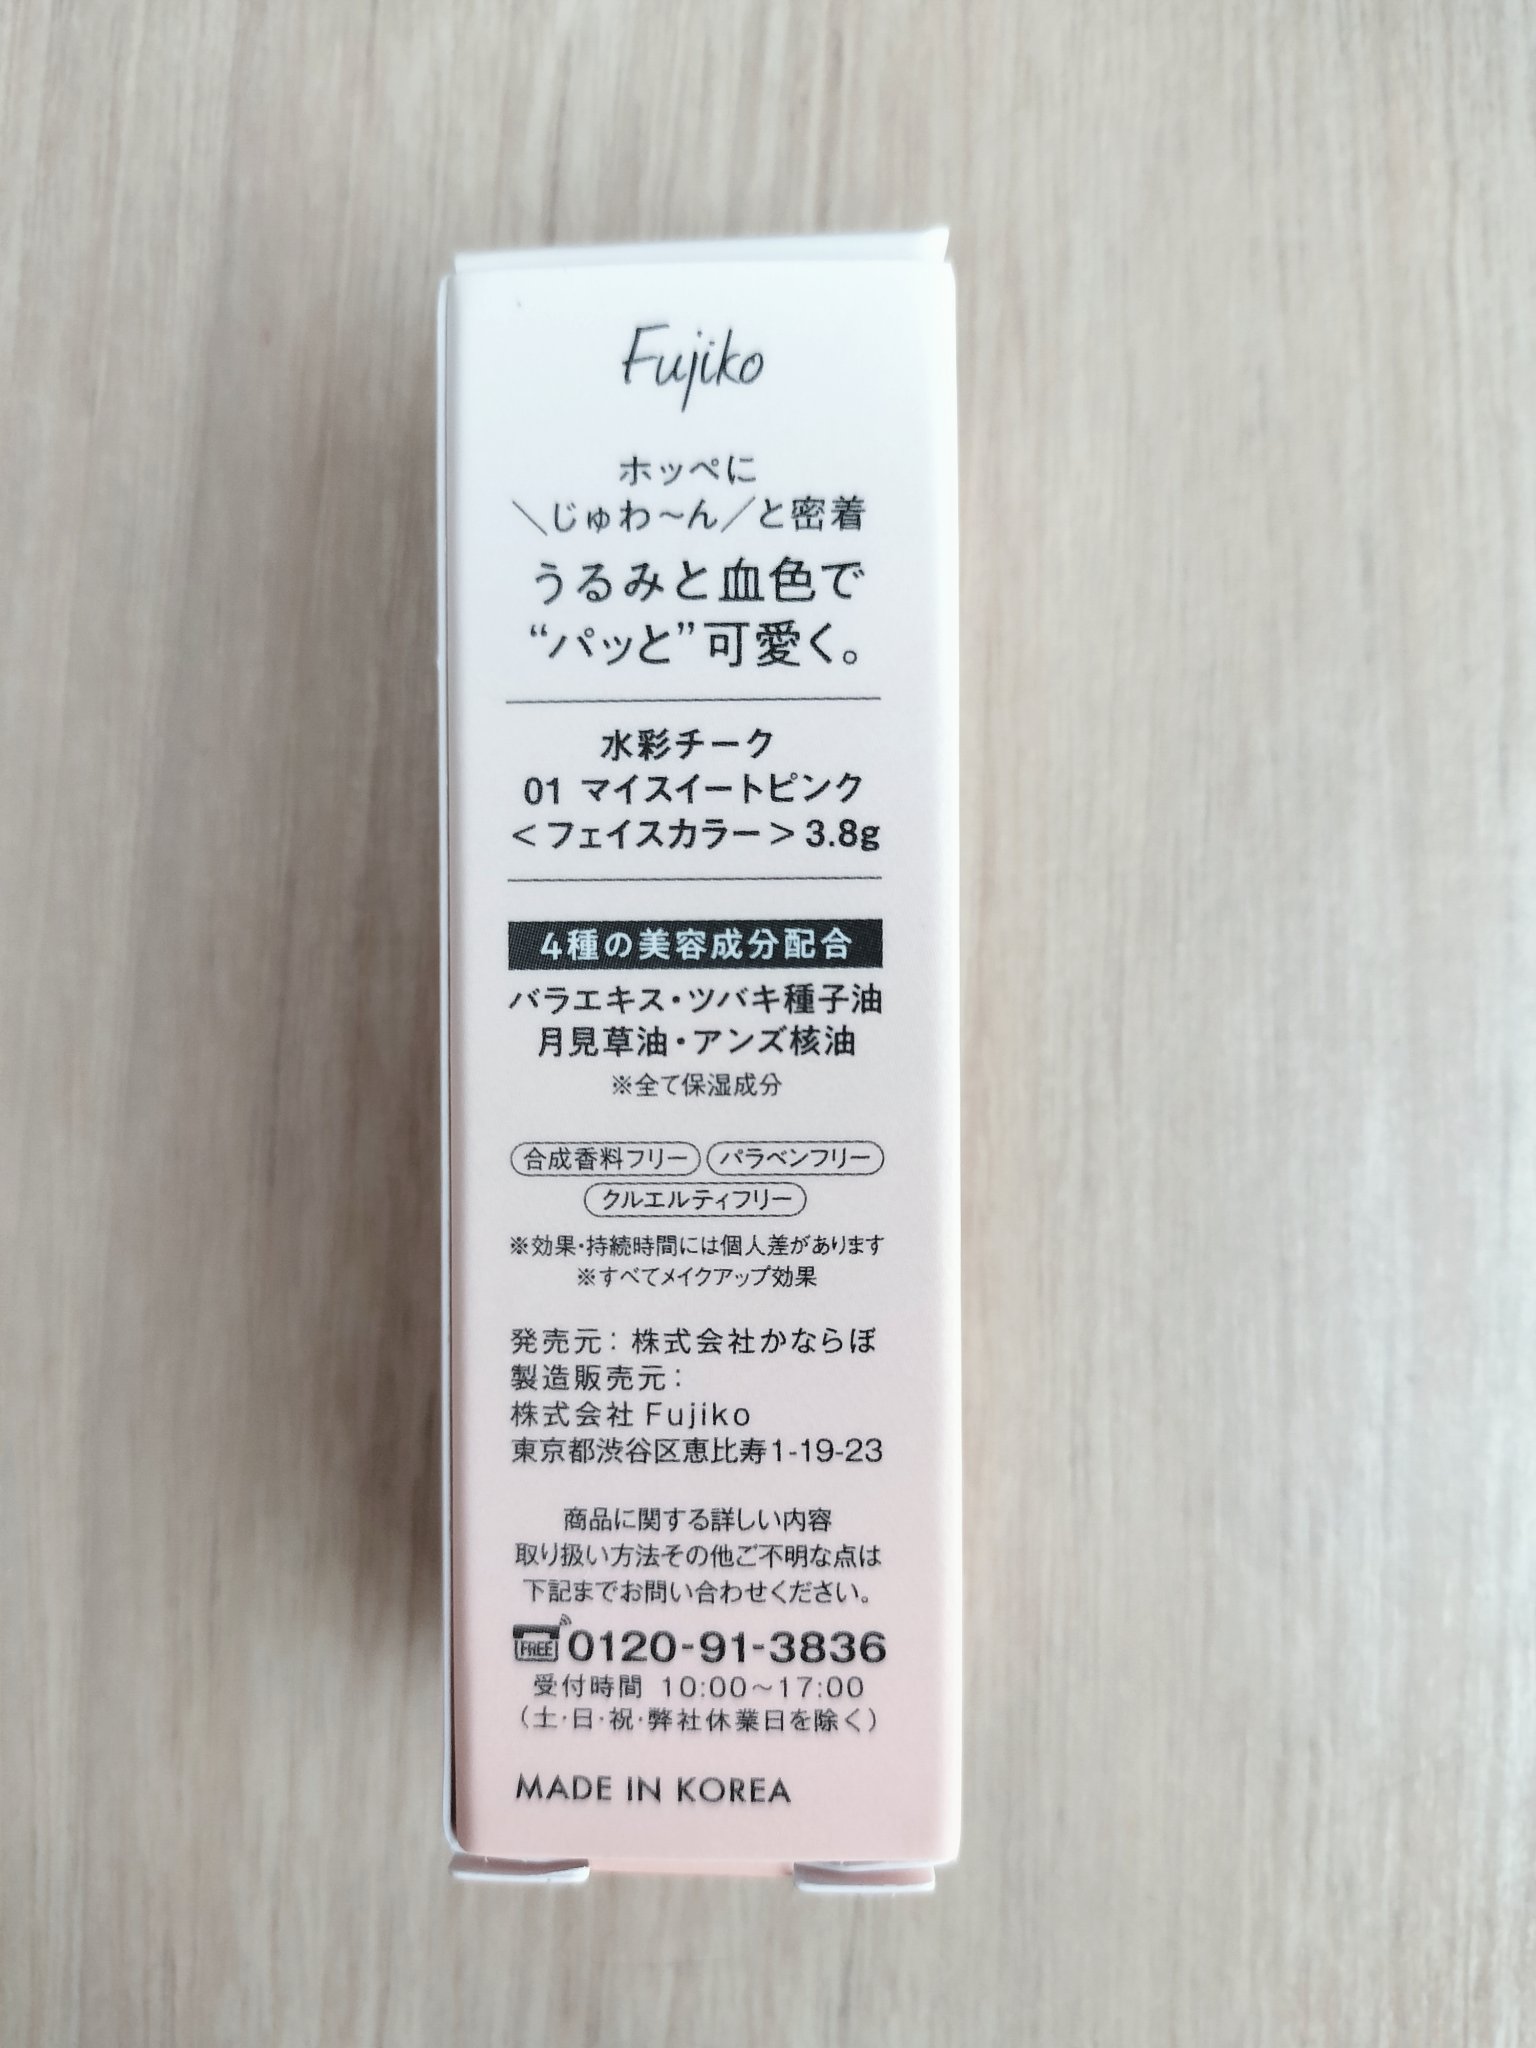 Fujiko
ホッペに
＼じゅわ～ん／と密着
うるみと血色で
“パッと”可愛く。
水彩チーク
01 マイスイートピンク
＜フェイスカラー＞3.8g
4種の美容成分配合
バラエキス・ツバキ種子油
月見草油・アンズ核油
※全て保湿成分
合成香料フリー パラベンフリー
クルエルティフリー
※効果・持続時間には個人差があります
※すべてメイクアップ効果
発売元：株式会社かならぼ
製造販売元：
株式会社 Fujiko
東京都渋谷区恵比寿1-19-23
商品に関する詳しい内容
取り扱い方法その他ご不明な点は
下記までお問い合わせください。
FREE 0120-91-3836
受付時間 10:00～17:00
（土・日・祝・弊社休業日を除く）
MADE IN KOREA